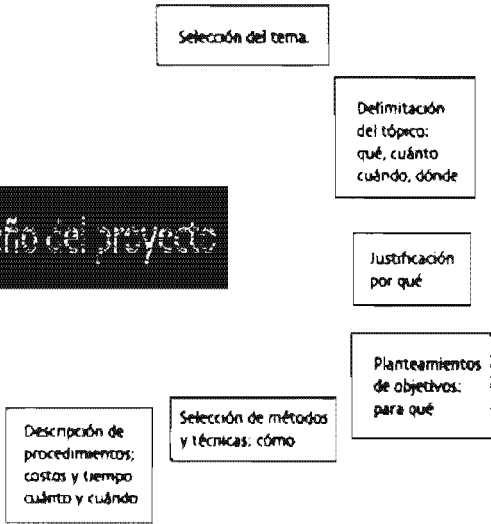 Selección del tema.
Delimitación
del tópico:
qué, cuánto
cuándo, dónde
ño del proyecto
Justificación
por qué
Planteamientos
de objetivos:
para qué
Selección de métodos
y técnicas: cómo
Descripción de
procedimientos;
costos y tiempo
cuánto y cuándo